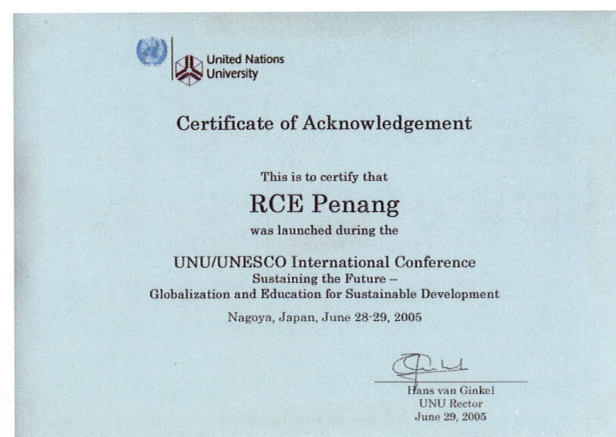 United Nations
University
Certificate of Acknowledgement
This is to certify that
RCE Penang
was launched during the
UNU/UNESCO International Conference
Sustaining the Future –
Globalization and Education for Sustainable Development
Nagoya, Japan, June 28-29, 2005
Hans van Ginkel
UNU Rector
June 29, 2005